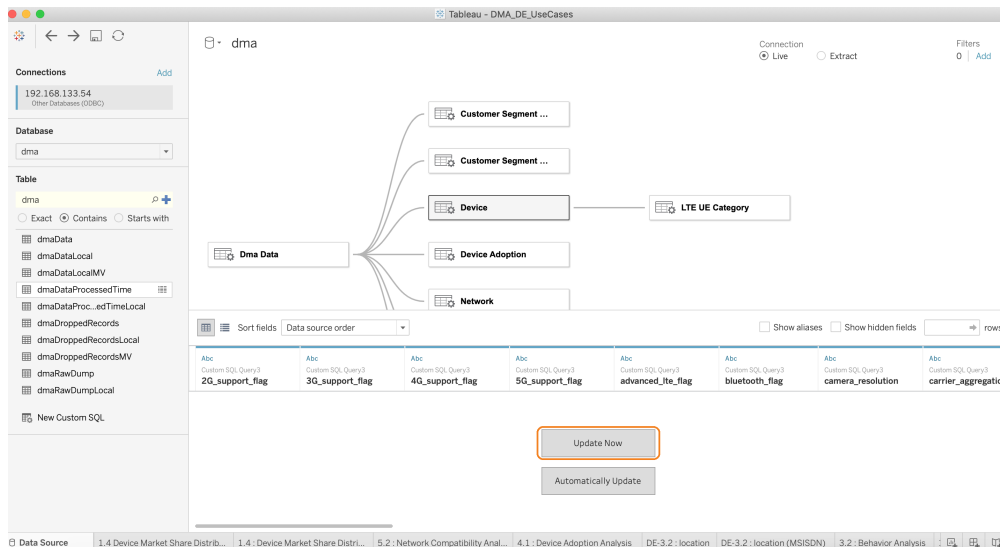 Tableau - DMA_DE_UseCases
dma
Connection
Live
Extract
Filters
0
Add
Connections
Add
192.168.133.54
Other Databases (ODBC)
Database
dma
Table
dma
Exact
Contains
Starts with
dmaData
dmaDataLocal
dmaDataLocalMV
dmaDataProcessedTime
dmaDataProc...edTimeLocal
dmaDroppedRecords
dmaDroppedRecordsLocal
dmaDroppedRecordsMV
dmaRawDump
dmaRawDumpLocal
New Custom SQL
Customer Segment ...
Customer Segment ...
Device
LTE UE Category
Dma Data
Device Adoption
Network
Sort fields
Data source order
Show aliases
Show hidden fields
rows
Abc
Custom SQL Query3
2G_support_flag
Abc
Custom SQL Query3
3G_support_flag
Abc
Custom SQL Query3
4G_support_flag
Abc
Custom SQL Query3
5G_support_flag
Abc
Custom SQL Query3
advanced_lte_flag
Abc
Custom SQL Query3
bluetooth_flag
Abc
Custom SQL Query3
camera_resolution
Abc
Custom SQL Query3
carrier_aggregatio
Update Now
Automatically Update
Data Source
1.4 Device Market Share Distrib...
1.4 : Device Market Share Distri...
5.2 : Network Compatibility Anal...
4.1 : Device Adoption Analysis
DE-3.2 : location
DE-3.2 : location (MSISDN)
3.2 : Behavior Analysis